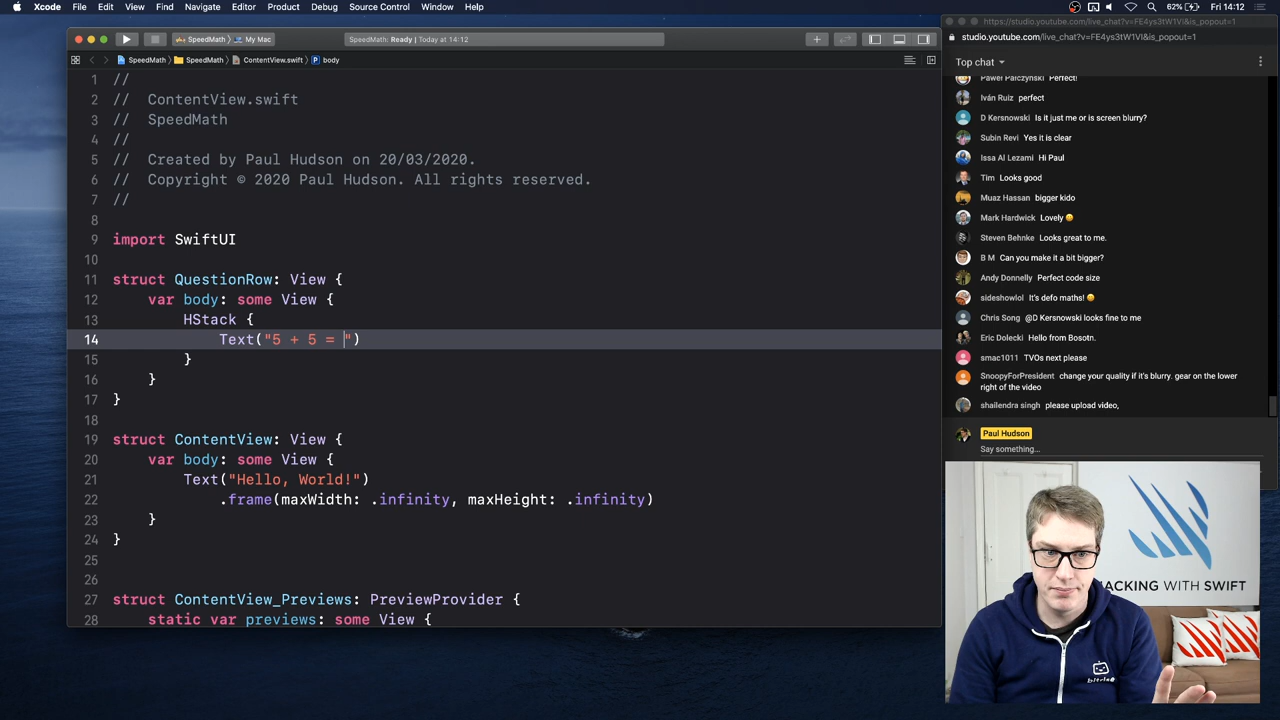 Xcode File Edit View Find Navigate Editor Product Debug Source Control Window Help 62% Fri 14:12
SpeedMath My Mac SpeedMath: Ready | Today at 14:12
SpeedMath SpeedMath ContentView.swift P body
1 //
2 //  ContentView.swift
3 //  SpeedMath
4 //
5 //  Created by Paul Hudson on 20/03/2020.
6 //  Copyright © 2020 Paul Hudson. All rights reserved.
7 //
8
9 import SwiftUI
10
11 struct QuestionRow: View {
12     var body: some View {
13         HStack {
14             Text("5 + 5 = ")
15         }
16     }
17 }
18
19 struct ContentView: View {
20     var body: some View {
21         Text("Hello, World!")
22             .frame(maxWidth: .infinity, maxHeight: .infinity)
23     }
24 }
25
26
27 struct ContentView_Previews: PreviewProvider {
28     static var previews: some View {
https://studio.youtube.com/live_chat?v=FE4ys3tW1VI&is_popout=1
studio.youtube.com/live_chat?v=FE4ys3tW1VI&is_popout=1
Top chat
Paweł Pałczyński Perfect!
Iván Ruiz perfect
D Kersnowski Is it just me or is screen blurry?
Subin Revi Yes it is clear
Issa Al Lezami Hi Paul
Tim Looks good
Muaz Hassan bigger kido
Mark Hardwick Lovely 😀
Steven Behnke Looks great to me.
B M Can you make it a bit bigger?
Andy Donnelly Perfect code size
sideshowlol It's defo maths! 😀
Chris Song @D Kersnowski looks fine to me
Eric Dolecki Hello from Bosotn.
smac1011 TVOs next please
SnoopyForPresident change your quality if it's blurry. gear on the lower
right of the video
shailendra singh please upload video,
Paul Hudson
Say something...
HACKING WITH SWIFT
bitrise